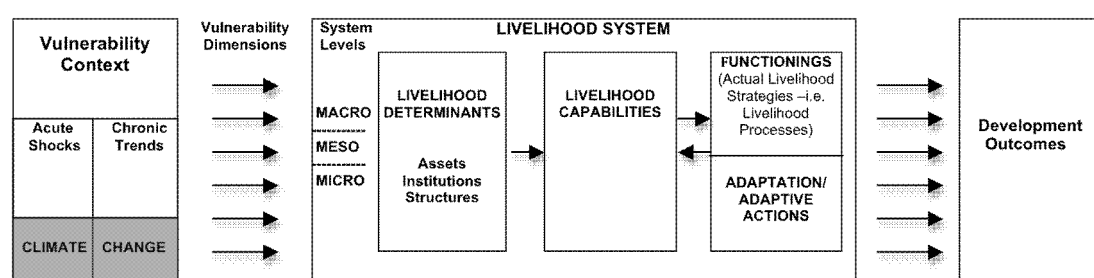 Vulnerability
Context
Acute
Shocks
Chronic
Trends
CLIMATE
CHANGE
Vulnerability
Dimensions
LIVELIHOOD SYSTEM
System
Levels
MACRO
MESO
MICRO
LIVELIHOOD
DETERMINANTS
Assets
Institutions
Structures
LIVELIHOOD
CAPABILITIES
FUNCTIONINGS
(Actual Livelihood
Strategies –i.e.
Livelihood
Processes)
ADAPTATION/
ADAPTIVE
ACTIONS
Development
Outcomes